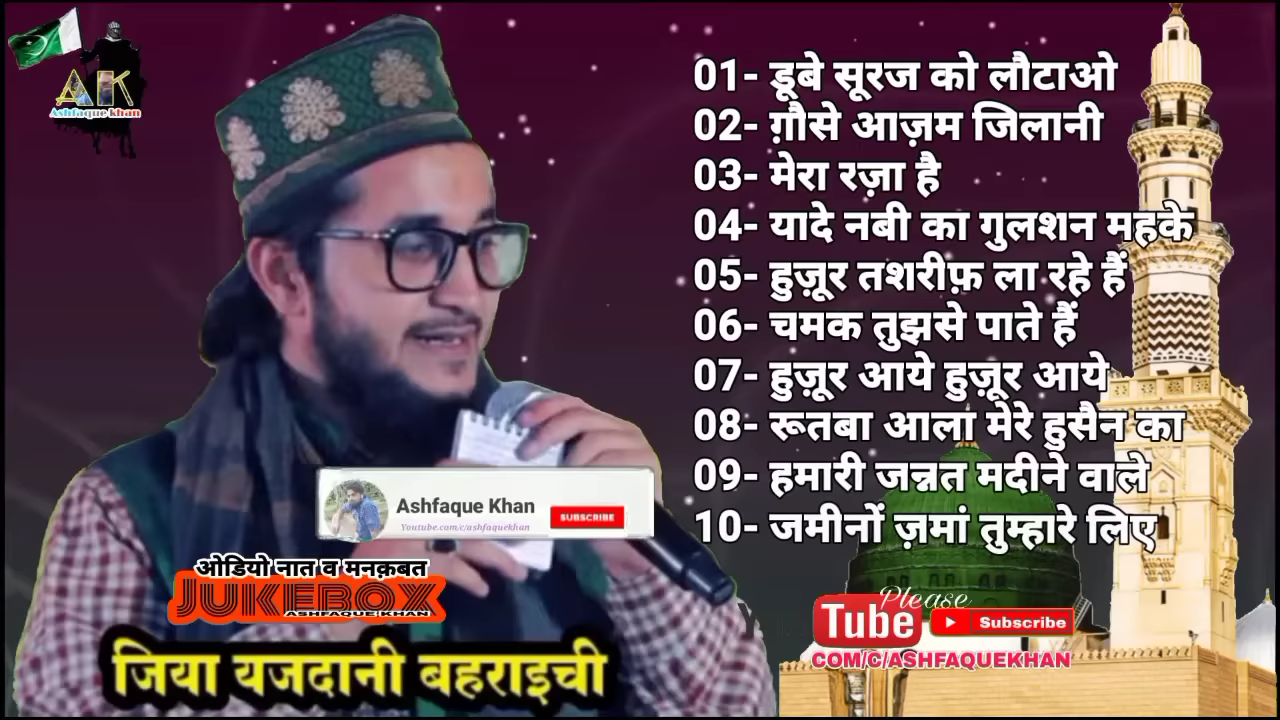 AK
Ashfaque khan
01- डूबे सूरज को लौटाओ
02- ग़ौसे आज़म जिलानी
03- मेरा रज़ा है
04- यादे नबी का गुलशन महके
05- हुज़ूर तशरीफ़ ला रहे हैं
06- चमक तुझसे पाते हैं
07- हुज़ूर आये हुज़ूर आये
08- रूतबा आला मेरे हुसैन का
09- हमारी जन्नत मदीने वाले
10- जमीनों ज़मां तुम्हारे लिए
Ashfaque Khan
Youtube.com/c/ashfaquekhan
SUBSCRIBE
ओडियो नात व मनक़बत
JUKEBOX
ASHFAQUE KHAN
जिया यजदानी बहराइची
Please
Tube Subscribe
COM/C/ASHFAQUEKHAN